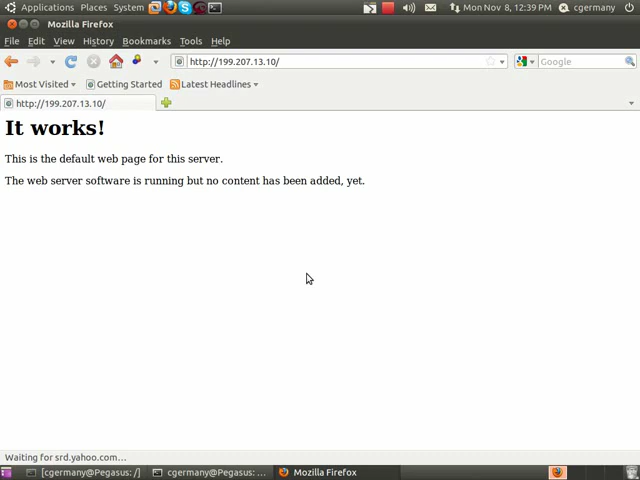 Applications Places System
Mon Nov 8, 12:39 PM cgermany
Mozilla Firefox
File Edit View History Bookmarks Tools Help
http://199.207.13.10/
Google
Most Visited Getting Started Latest Headlines
http://199.207.13.10/
It works!
This is the default web page for this server.
The web server software is running but no content has been added, yet.
Waiting for srd.yahoo.com...
[cgermany@Pegasus: /] cgermany@Pegasus: ... Mozilla Firefox